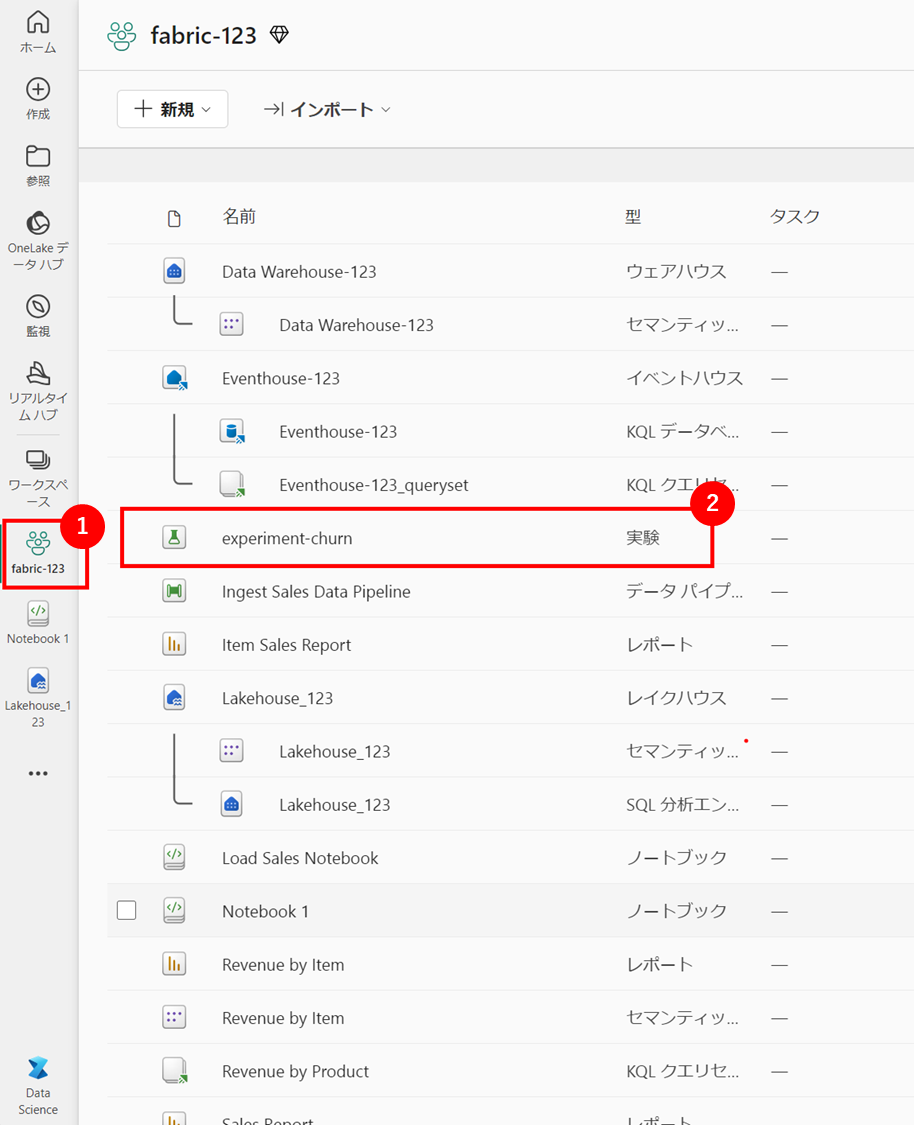 ホーム
作成
参照
OneLake デ
ータ ハブ
監視
リアルタイ
ム ハブ
ワークスペ
ース
1
fabric-123
Notebook 1
Lakehouse_1
23
Data
Science
fabric-123
新規
インポート
名前 型 タスク
Data Warehouse-123 ウェアハウス —
Data Warehouse-123 セマンティッ... —
Eventhouse-123 イベントハウス —
Eventhouse-123 KQL データベ... —
Eventhouse-123_queryset KQL クエリセ... —
2
experiment-churn 実験 —
Ingest Sales Data Pipeline データ パイプ... —
Item Sales Report レポート —
Lakehouse_123 レイクハウス —
Lakehouse_123 セマンティッ... —
Lakehouse_123 SQL 分析エン... —
Load Sales Notebook ノートブック —
Notebook 1 ノートブック —
Revenue by Item レポート —
Revenue by Item セマンティッ... —
Revenue by Product KQL クエリセ... —
Sales Report レポート —